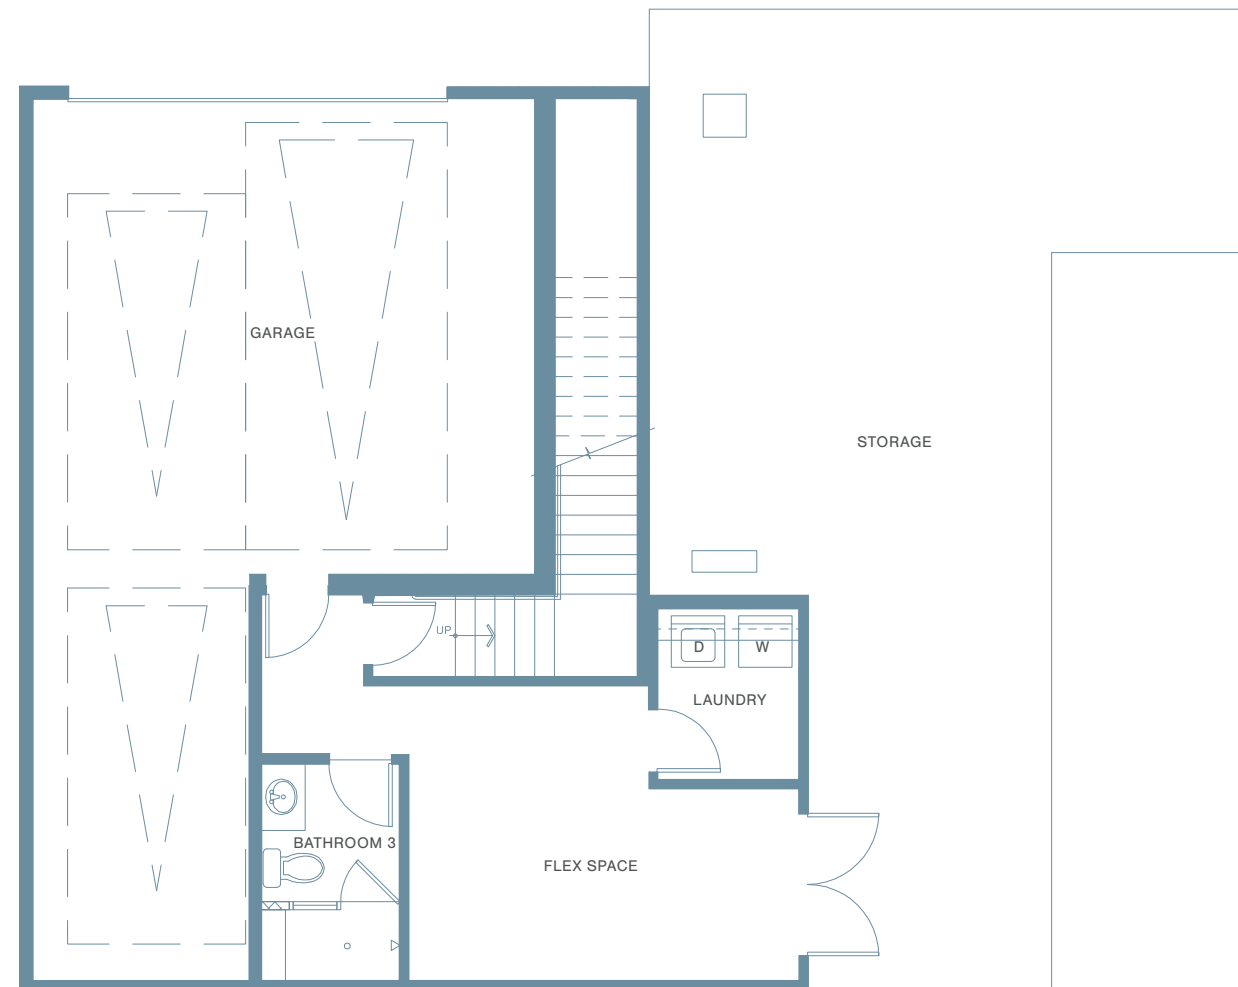 GARAGE
STORAGE
UP
D
W
LAUNDRY
BATHROOM 3
FLEX SPACE